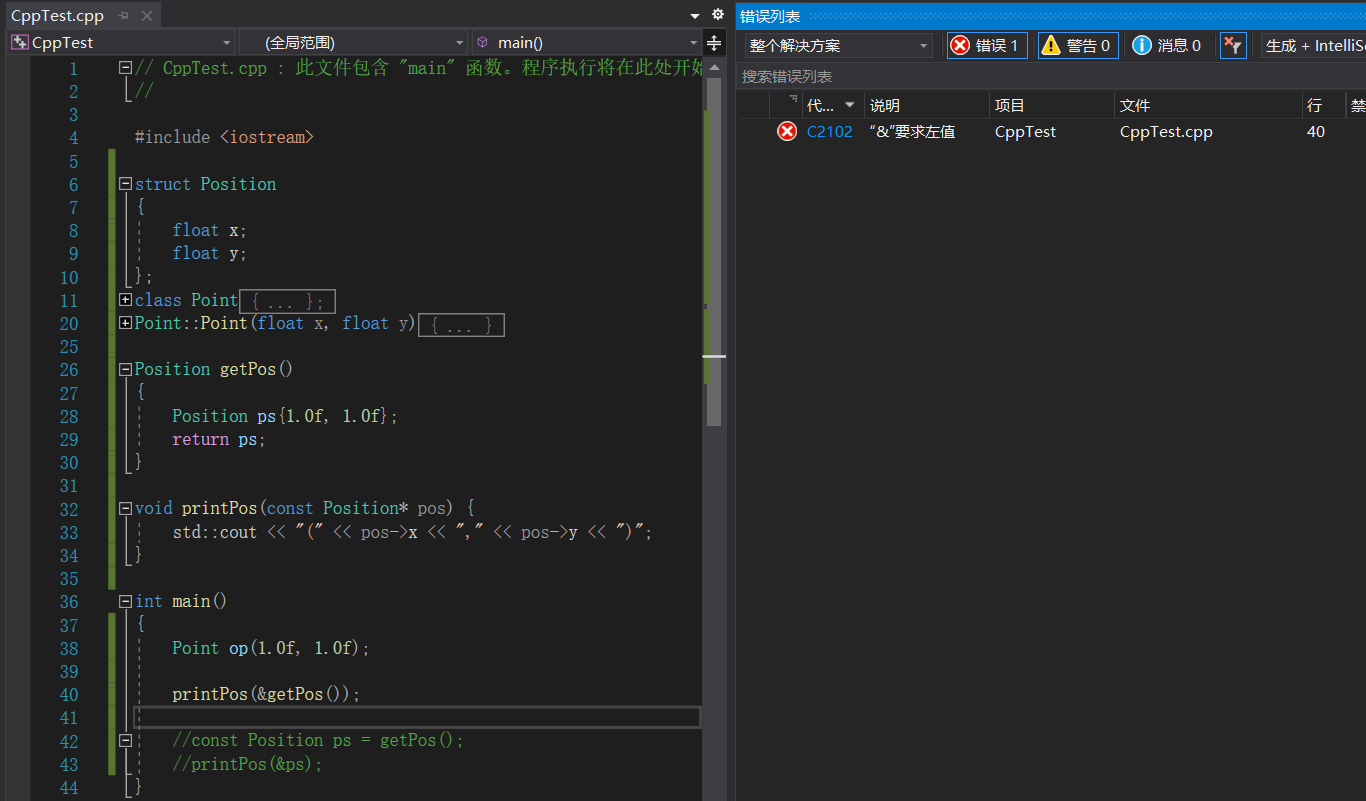 CppTest.cpp
CppTest (全局范围) main()
1 // CppTest.cpp : 此文件包含 "main" 函数。程序执行将在此处开始
2 //
3
4 #include <iostream>
5
6 struct Position
7 {
8 float x;
9 float y;
10 };
11 class Point{ ... };
20 Point::Point(float x, float y){ ... }
25
26 Position getPos()
27 {
28 Position ps{1.0f, 1.0f};
29 return ps;
30 }
31
32 void printPos(const Position* pos) {
33 std::cout << "(" << pos->x << "," << pos->y << ")";
34 }
35
36 int main()
37 {
38 Point op(1.0f, 1.0f);
39
40 printPos(&getPos());
41
42 //const Position ps = getPos();
43 //printPos(&ps);
44 }
错误列表
整个解决方案 错误 1 警告 0 消息 0 生成 + IntelliS
搜索错误列表
代... 说明 项目 文件 行 禁
C2102 “&”要求左值 CppTest CppTest.cpp 40